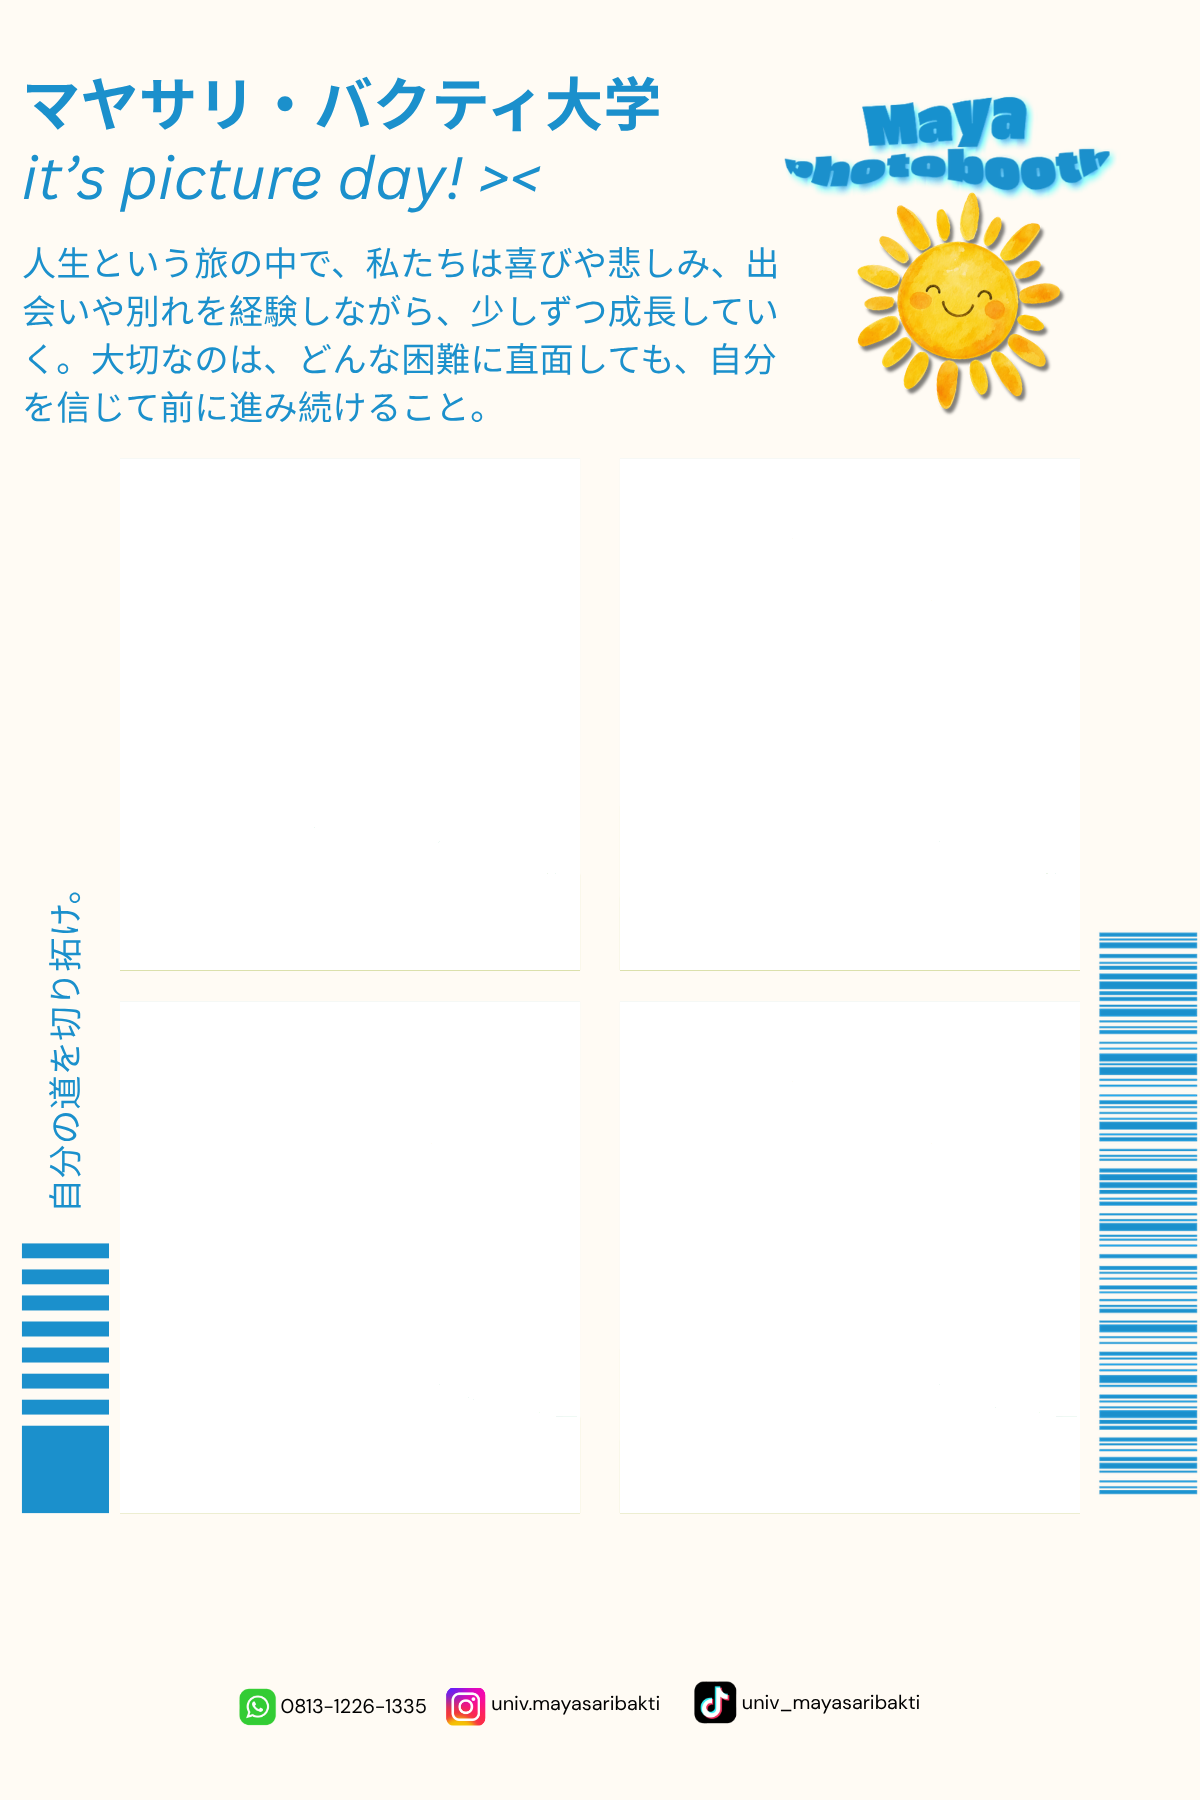 マヤサリ・バクティ大学
it's picture day! ><
Maya
photobooth
人生という旅の中で、私たちは喜びや悲しみ、出
会いや別れを経験しながら、少しずつ成長してい
く。大切なのは、どんな困難に直面しても、自分
を信じて前に進み続けること。
自分の道を切り拓け。
0813-1226-1335
univ.mayasaribakti
univ_mayasaribakti